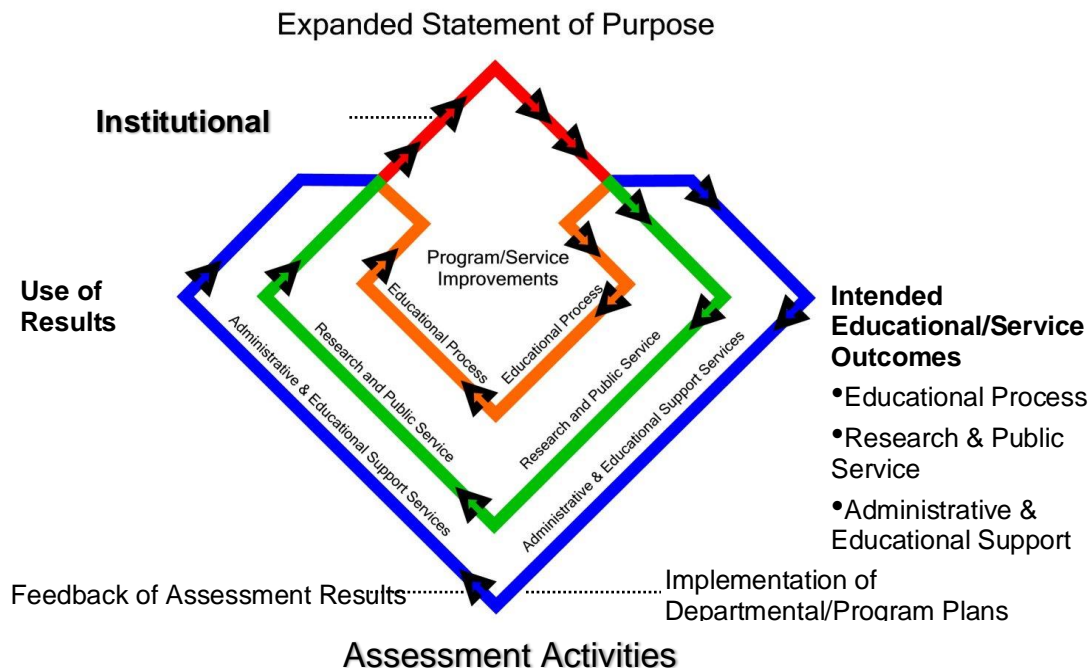 Expanded Statement of Purpose
Institutional
Program/Service
Improvements
Use of
Results
Educational Process
Educational Process
Research and Public Service
Research and Public Service
Administrative & Educational Support Services
Administrative & Educational Support Services
Intended
Educational/Service
Outcomes
•Educational Process
•Research & Public
Service
•Administrative &
Educational Support
Feedback of Assessment Results
Implementation of
Departmental/Program Plans
Assessment Activities